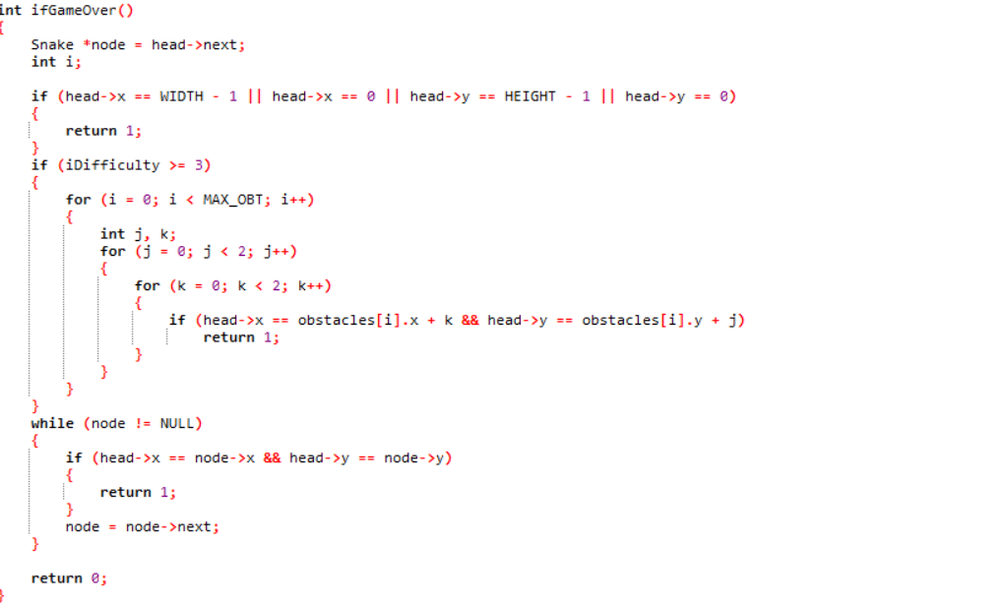 int ifGameOver()
{
    Snake *node = head->next;
    int i;

    if (head->x == WIDTH - 1 || head->x == 0 || head->y == HEIGHT - 1 || head->y == 0)
    {
        return 1;
    }
    if (iDifficulty >= 3)
    {
        for (i = 0; i < MAX_OBT; i++)
        {
            int j, k;
            for (j = 0; j < 2; j++)
            {
                for (k = 0; k < 2; k++)
                {
                    if (head->x == obstacles[i].x + k && head->y == obstacles[i].y + j)
                        return 1;
                }
            }
        }
    }
    while (node != NULL)
    {
        if (head->x == node->x && head->y == node->y)
        {
            return 1;
        }
        node = node->next;
    }

    return 0;
}